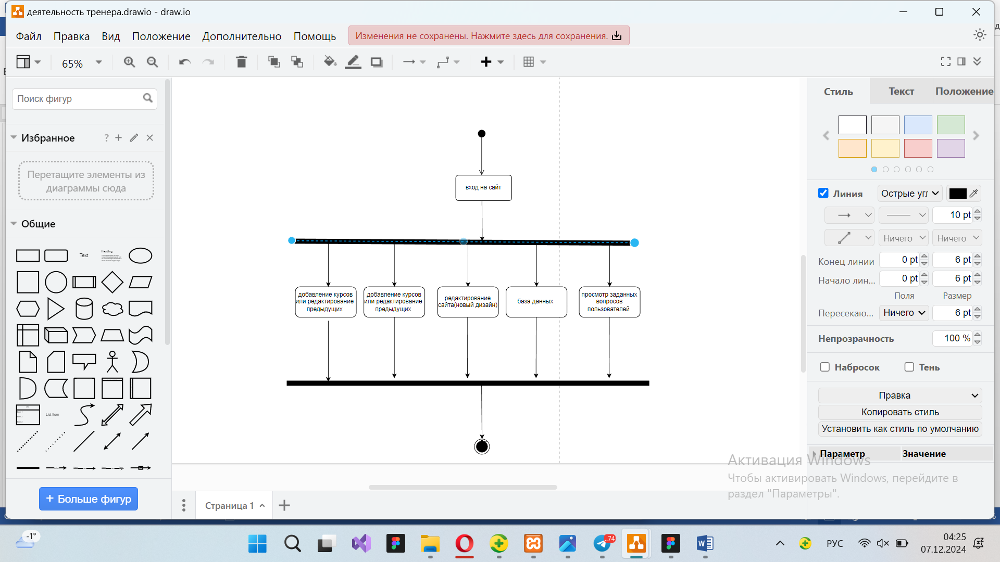 деятельность тренера.drawio - draw.io
Файл Правка Вид Положение Дополнительно Помощь
Изменения не сохранены. Нажмите здесь для сохранения.
65%
Поиск фигур
Избранное
?
Перетащите элементы из
диаграммы сюда
Общие
Text
Heading
List Item
+ Больше фигур
вход на сайт
добавление курсов
или редактирование
предыдущих
добавление курсов
или редактирование
предыдущих
редактирование
сайта(новый дизайн)
база данных
просмотр заданных
вопросов
пользователей
Страница 1
Стиль Текст Положение
Линия
Острые угл
10 pt
Ничего Ничего
Конец линии 0 pt 6 pt
Начало лин... 0 pt 6 pt
Поля Размер
Пересекаю... Ничего 6 pt
Непрозрачность 100 %
Набросок Тень
Правка
Копировать стиль
Установить как стиль по умолчанию
Параметр Значение
Активация Windows
Чтобы активировать Windows, перейдите в
раздел "Параметры".
-1°
..74
РУС
04:25
07.12.2024